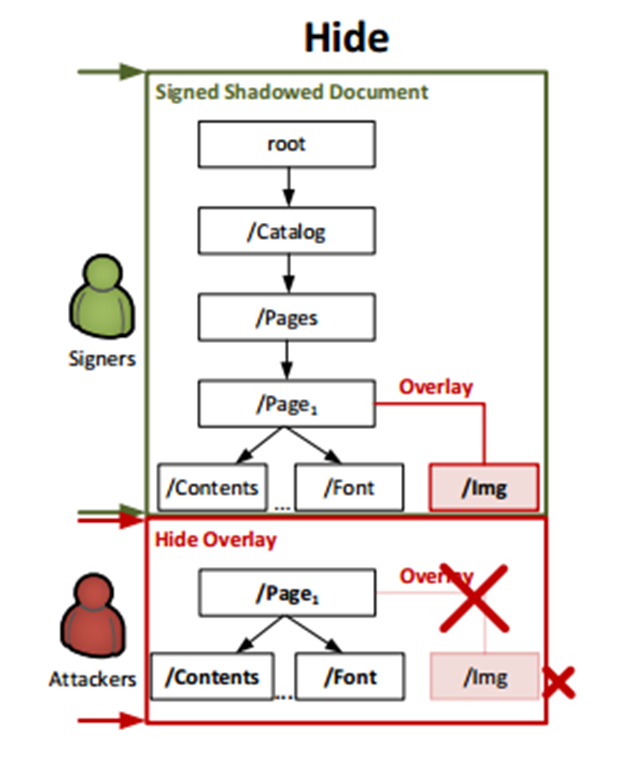 Hide
Signed Shadowed Document
root
/Catalog
/Pages
Signers
Overlay
/Page₁
/Contents
...
/Font
/Img
Hide Overlay
Overlay
/Page₁
Attackers
/Contents
...
/Font
/Img